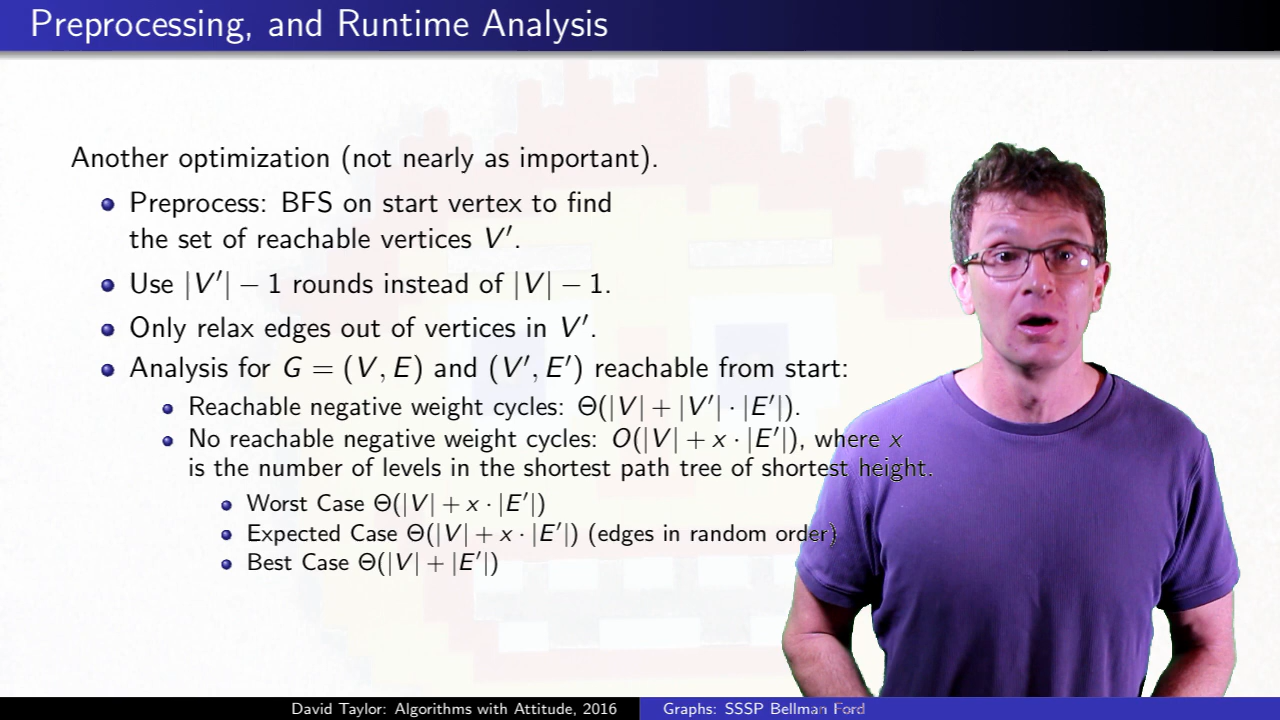 Preprocessing, and Runtime Analysis
Another optimization (not nearly as important).
Preprocess: BFS on start vertex to find
the set of reachable vertices V′.
Use |V′| − 1 rounds instead of |V| − 1.
Only relax edges out of vertices in V′.
Analysis for G = (V, E) and (V′, E′) reachable from start:
Reachable negative weight cycles: Θ(|V| + |V′| · |E′|).
No reachable negative weight cycles: O(|V| + x · |E′|), where x
is the number of levels in the shortest path tree of shortest height.
Worst Case Θ(|V| + x · |E′|)
Expected Case Θ(|V| + x · |E′|) (edges in random order)
Best Case Θ(|V| + |E′|)
David Taylor: Algorithms with Attitude, 2016
Graphs: SSSP Bellman Ford